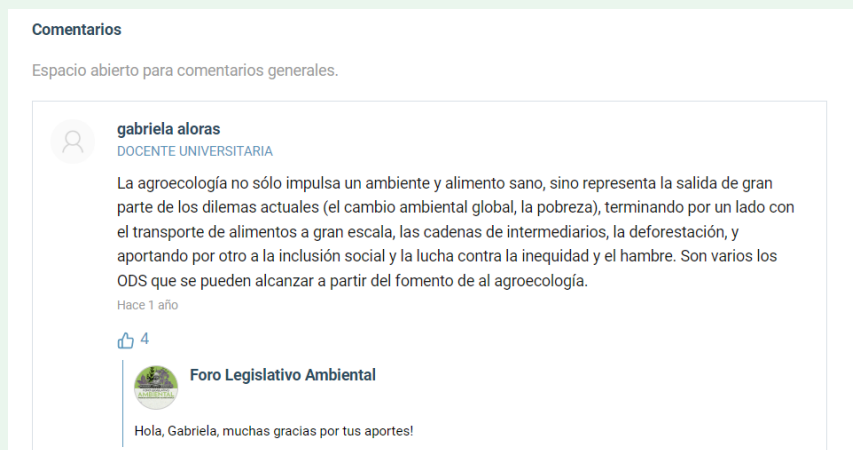 Comentarios
Espacio abierto para comentarios generales.
gabriela aloras
DOCENTE UNIVERSITARIA
La agroecología no sólo impulsa un ambiente y alimento sano, sino representa la salida de gran
parte de los dilemas actuales (el cambio ambiental global, la pobreza), terminando por un lado con
el transporte de alimentos a gran escala, las cadenas de intermediarios, la deforestación, y
aportando por otro a la inclusión social y la lucha contra la inequidad y el hambre. Son varios los
ODS que se pueden alcanzar a partir del fomento de al agroecología.
Hace 1 año
4
Foro Legislativo Ambiental
AMBIENTAL
Hola, Gabriela, muchas gracias por tus aportes!